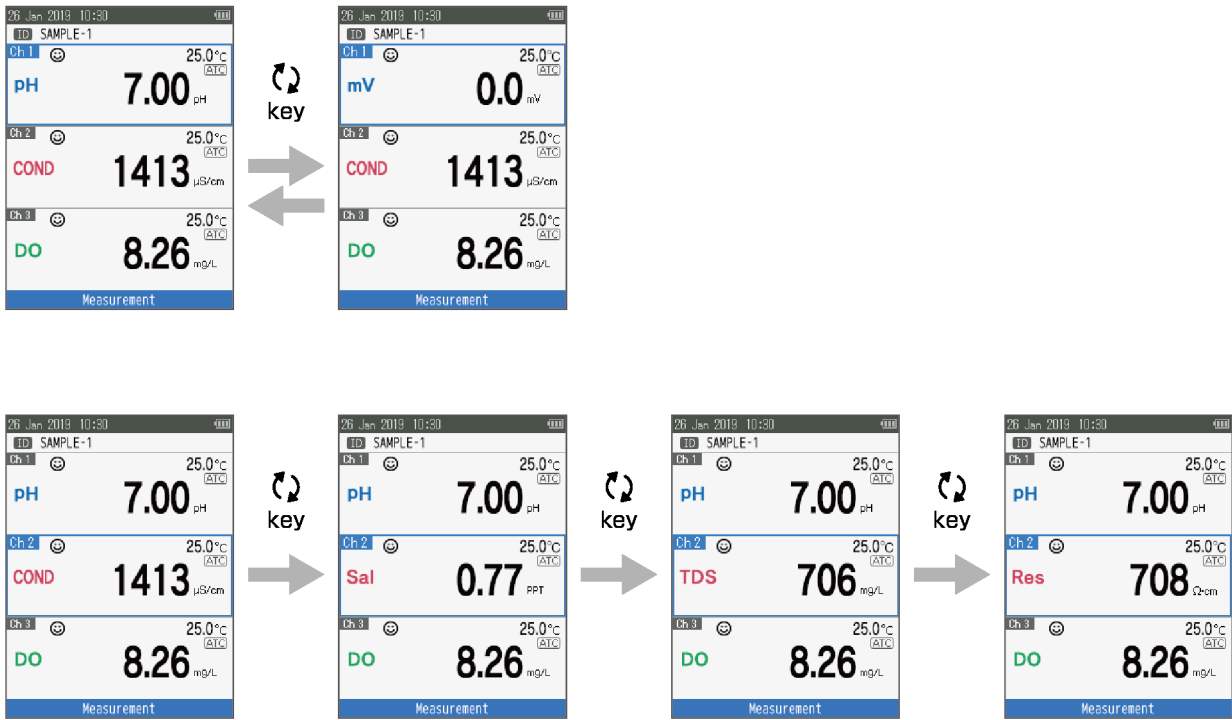 26 Jan 2019 10:30
ID SAMPLE-1
Ch 1 25.0°C
ATC
pH 7.00 pH
Ch 2 25.0°C
ATC
COND 1413 µS/cm
Ch 3 25.0°C
ATC
DO 8.26 mg/L
Measurement
key
26 Jan 2019 10:30
ID SAMPLE-1
Ch 1 25.0°C
ATC
mV 0.0 mV
Ch 2 25.0°C
ATC
COND 1413 µS/cm
Ch 3 25.0°C
ATC
DO 8.26 mg/L
Measurement
26 Jan 2019 10:30
ID SAMPLE-1
Ch 1 25.0°C
ATC
pH 7.00 pH
Ch 2 25.0°C
ATC
COND 1413 µS/cm
Ch 3 25.0°C
ATC
DO 8.26 mg/L
Measurement
key
26 Jan 2019 10:30
ID SAMPLE-1
Ch 1 25.0°C
ATC
pH 7.00 pH
Ch 2 25.0°C
ATC
Sal 0.77 PPT
Ch 3 25.0°C
ATC
DO 8.26 mg/L
Measurement
key
26 Jan 2019 10:30
ID SAMPLE-1
Ch 1 25.0°C
ATC
pH 7.00 pH
Ch 2 25.0°C
ATC
TDS 706 mg/L
Ch 3 25.0°C
ATC
DO 8.26 mg/L
Measurement
key
26 Jan 2019 10:30
ID SAMPLE-1
Ch 1 25.0°C
ATC
pH 7.00 pH
Ch 2 25.0°C
ATC
Res 708 Ω·cm
Ch 3 25.0°C
ATC
DO 8.26 mg/L
Measurement